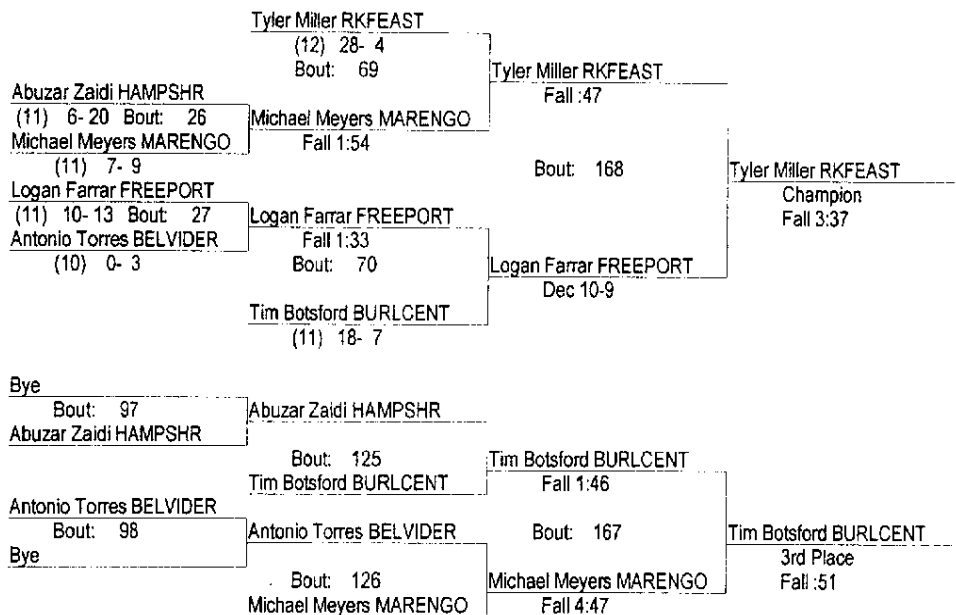 Tyler Miller RKFEAST
(12) 28- 4
Bout: 69
Tyler Miller RKFEAST
Fall :47
Abuzar Zaidi HAMPSHR
(11) 6- 20 Bout: 26
Michael Meyers MARENGO
Fall 1:54
Michael Meyers MARENGO
(11) 7- 9
Bout: 168
Tyler Miller RKFEAST
Champion
Fall 3:37
Logan Farrar FREEPORT
(11) 10- 13 Bout: 27
Logan Farrar FREEPORT
Fall 1:33
Antonio Torres BELVIDER
(10) 0- 3
Bout: 70
Logan Farrar FREEPORT
Dec 10-9
Tim Botsford BURLCENT
(11) 18- 7
Bye
Bout: 97
Abuzar Zaidi HAMPSHR
Abuzar Zaidi HAMPSHR
Bout: 125
Tim Botsford BURLCENT
Tim Botsford BURLCENT
Fall 1:46
Antonio Torres BELVIDER
Bout: 98
Antonio Torres BELVIDER
Bye
Bout: 167
Tim Botsford BURLCENT
3rd Place
Fall :51
Bout: 126
Michael Meyers MARENGO
Michael Meyers MARENGO
Fall 4:47